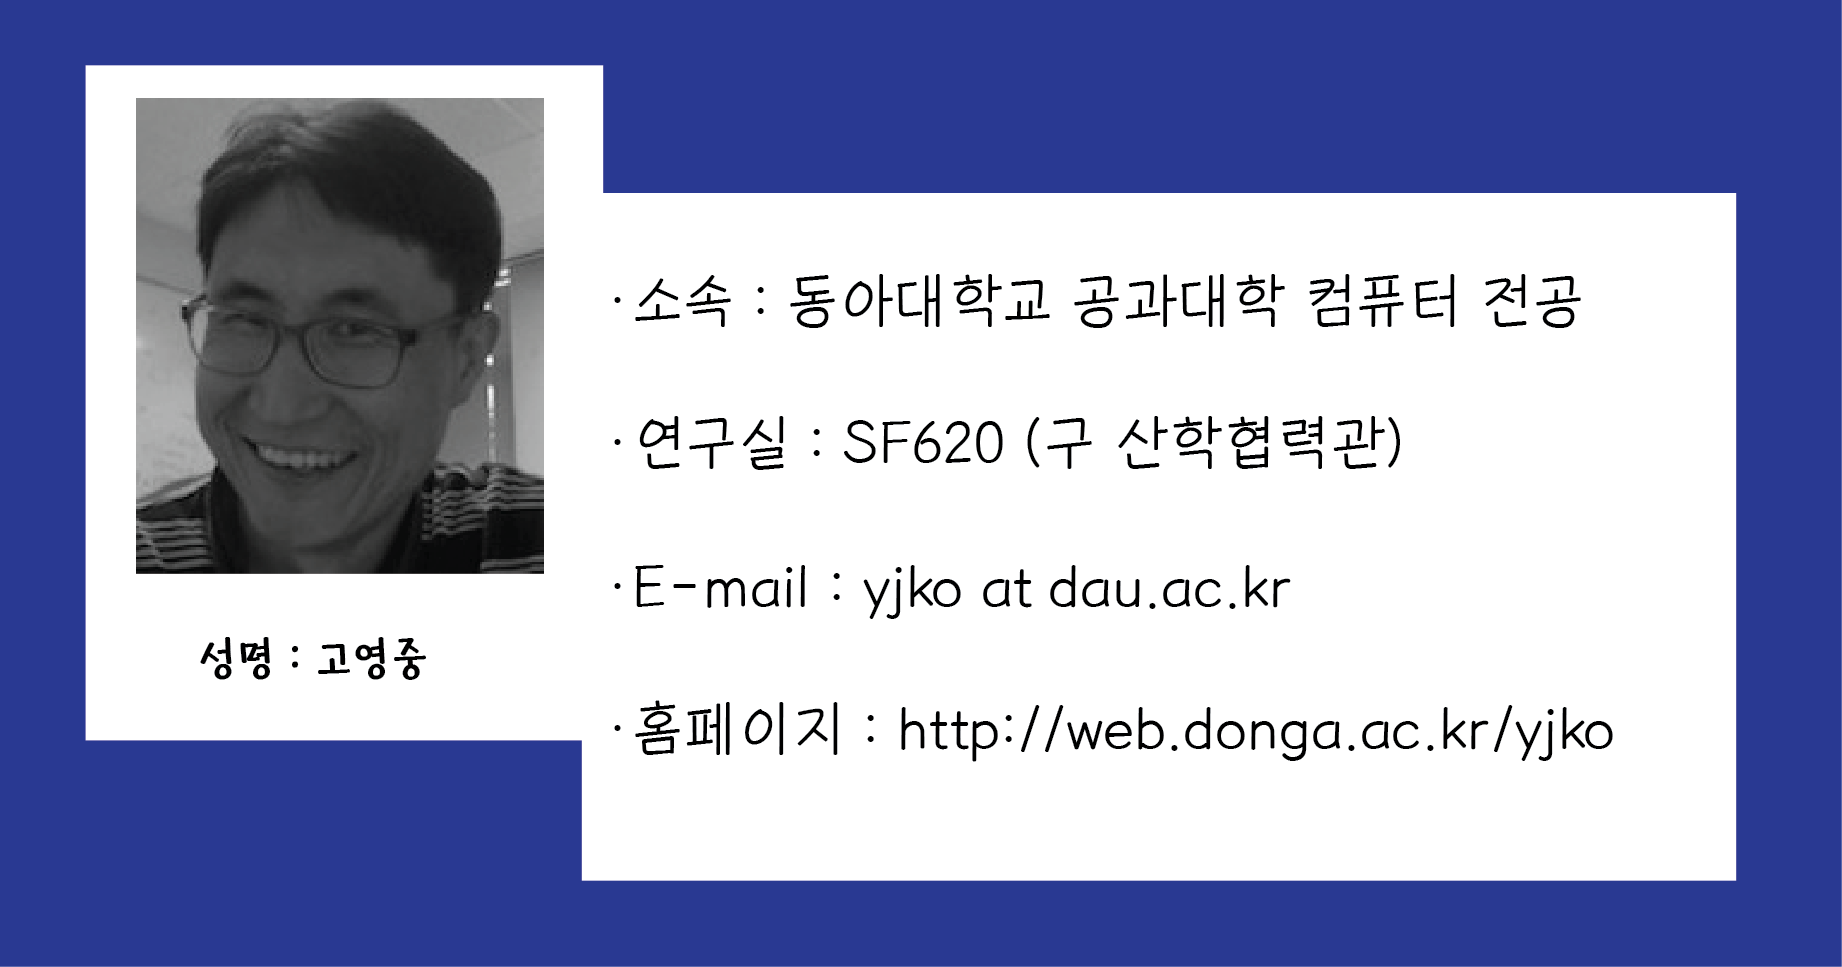 성명 : 고영중
· 소속 : 동아대학교 공과대학 컴퓨터 전공
· 연구실 : SF620 (구 산학협력관)
· E-mail : yjko at dau.ac.kr
· 홈페이지 : http://web.donga.ac.kr/yjko